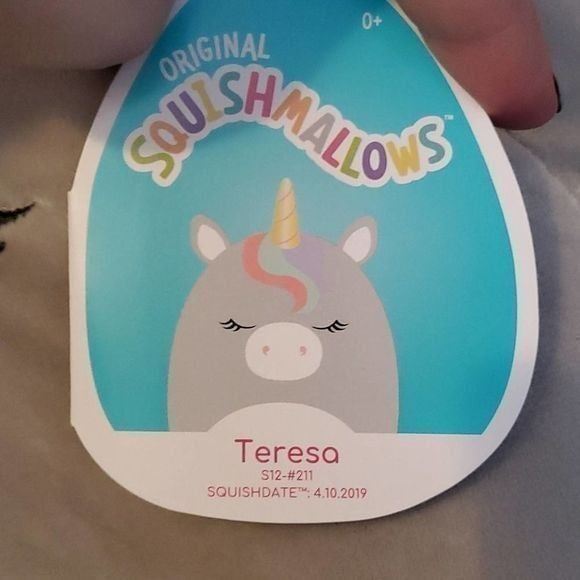 0+
ORIGINAL
SQUISHMALLOWS™
Teresa
S12-#211
SQUISHDATE™: 4.10.2019